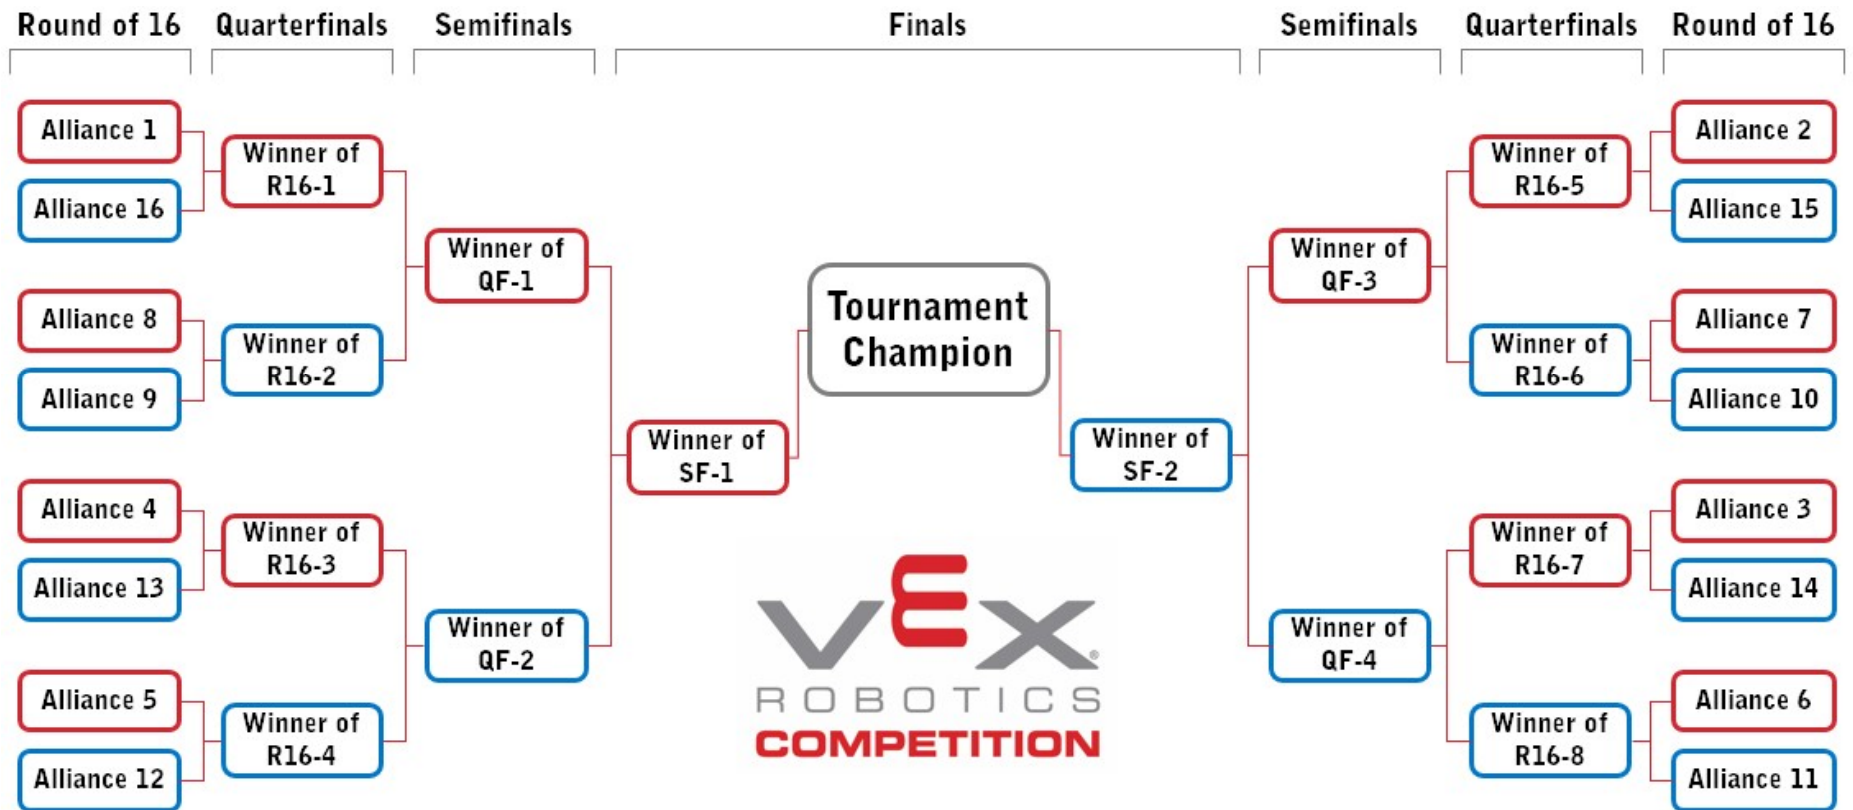 Round of 16
Quarterfinals
Semifinals
Finals
Semifinals
Quarterfinals
Round of 16
Alliance 1
Alliance 16
Alliance 8
Alliance 9
Alliance 4
Alliance 13
Alliance 5
Alliance 12
Winner of
R16-1
Winner of
R16-2
Winner of
R16-3
Winner of
R16-4
Winner of
QF-1
Winner of
QF-2
Winner of
SF-1
Tournament
Champion
Winner of
SF-2
Winner of
QF-3
Winner of
QF-4
Winner of
R16-5
Winner of
R16-6
Winner of
R16-7
Winner of
R16-8
Alliance 2
Alliance 15
Alliance 7
Alliance 10
Alliance 3
Alliance 14
Alliance 6
Alliance 11
VEX®
ROBOTICS
COMPETITION